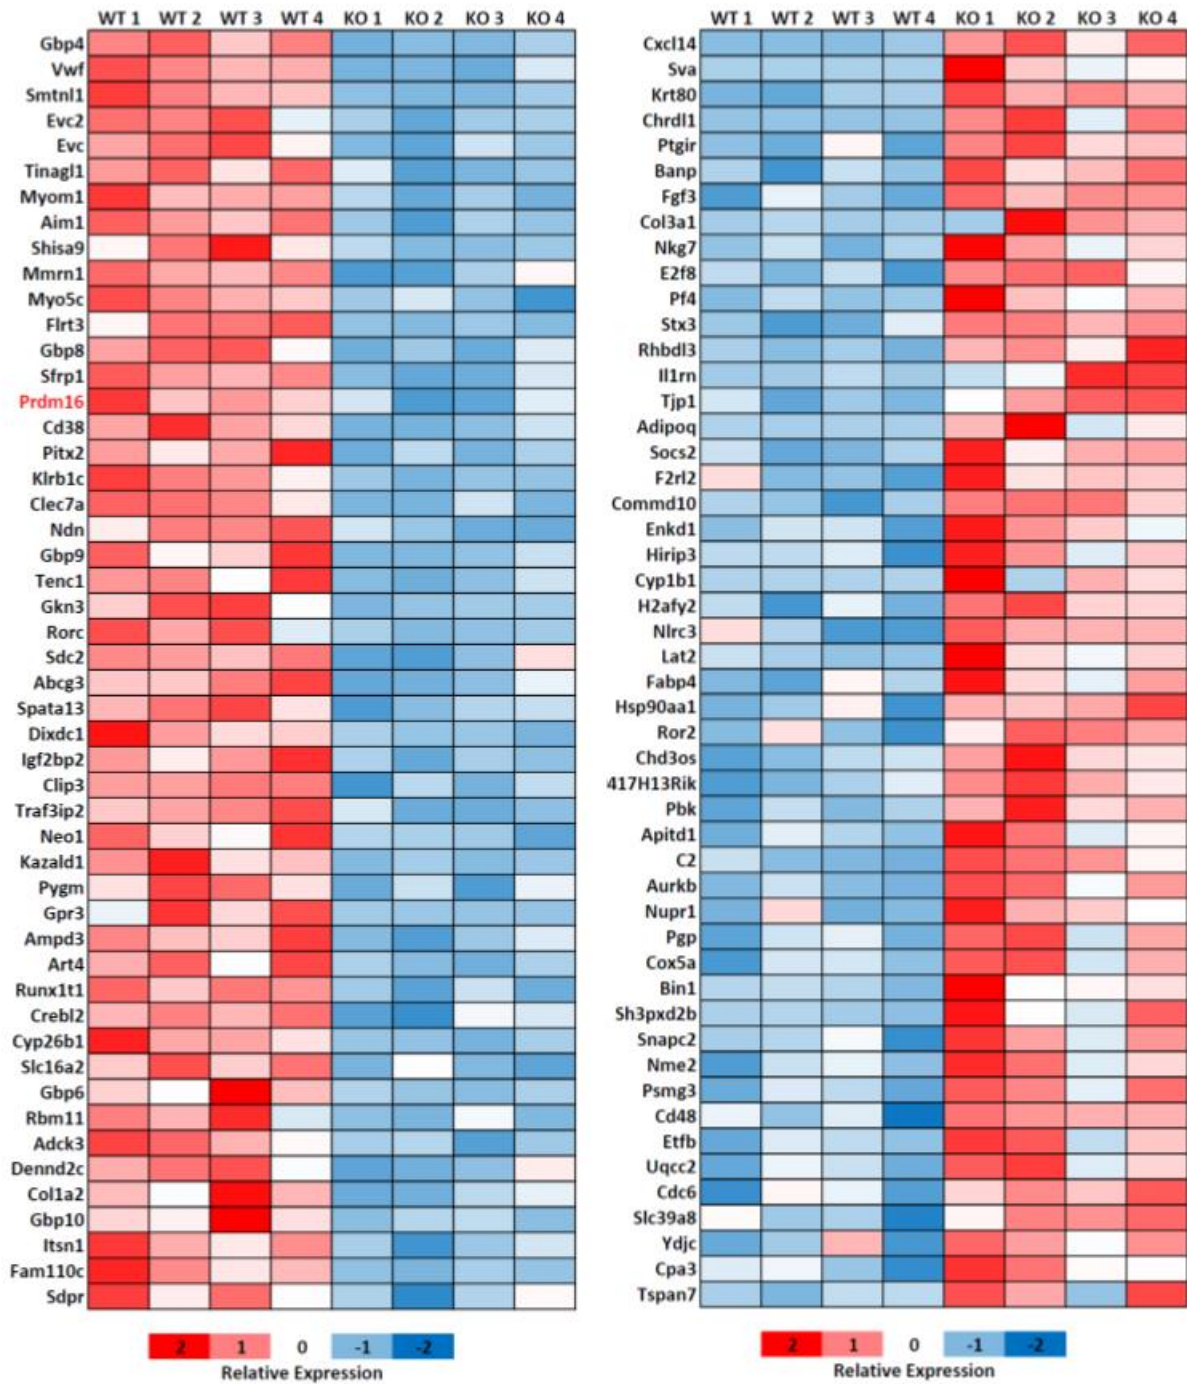 WT 1 WT 2 WT 3 WT 4 KO 1 KO 2 KO 3 KO 4
Gbp4
Vwf
Smtnl1
Evc2
Evc
Tinagl1
Myom1
Aim1
Shisa9
Mmrn1
Myo5c
Flrt3
Gbp8
Sfrp1
Prdm16
Cd38
Pitx2
Klrb1c
Clec7a
Ndn
Gbp9
Tenc1
Gkn3
Rorc
Sdc2
Abcg3
Spata13
Dixdc1
Igf2bp2
Clip3
Traf3ip2
Neo1
Kazald1
Pygm
Gpr3
Ampd3
Art4
Runx1t1
Crebl2
Cyp26b1
Slc16a2
Gbp6
Rbm11
Adck3
Dennd2c
Col1a2
Gbp10
Itsn1
Fam110c
Sdpr
2 1 0 -1 -2
Relative Expression
WT 1 WT 2 WT 3 WT 4 KO 1 KO 2 KO 3 KO 4
Cxcl14
Sva
Krt80
Chrdl1
Ptgir
Banp
Fgf3
Col3a1
Nkg7
E2f8
Pf4
Stx3
Rhbdl3
Il1rn
Tjp1
Adipoq
Socs2
F2rl2
Commd10
Enkd1
Hirip3
Cyp1b1
H2afy2
Nlrc3
Lat2
Fabp4
Hsp90aa1
Ror2
Chd3os
417H13Rik
Pbk
Apitd1
C2
Aurkb
Nupr1
Pgp
Cox5a
Bin1
Sh3pxd2b
Snapc2
Nme2
Psmg3
Cd48
Etfb
Uqcc2
Cdc6
Slc39a8
Ydjc
Cpa3
Tspan7
2 1 0 -1 -2
Relative Expression